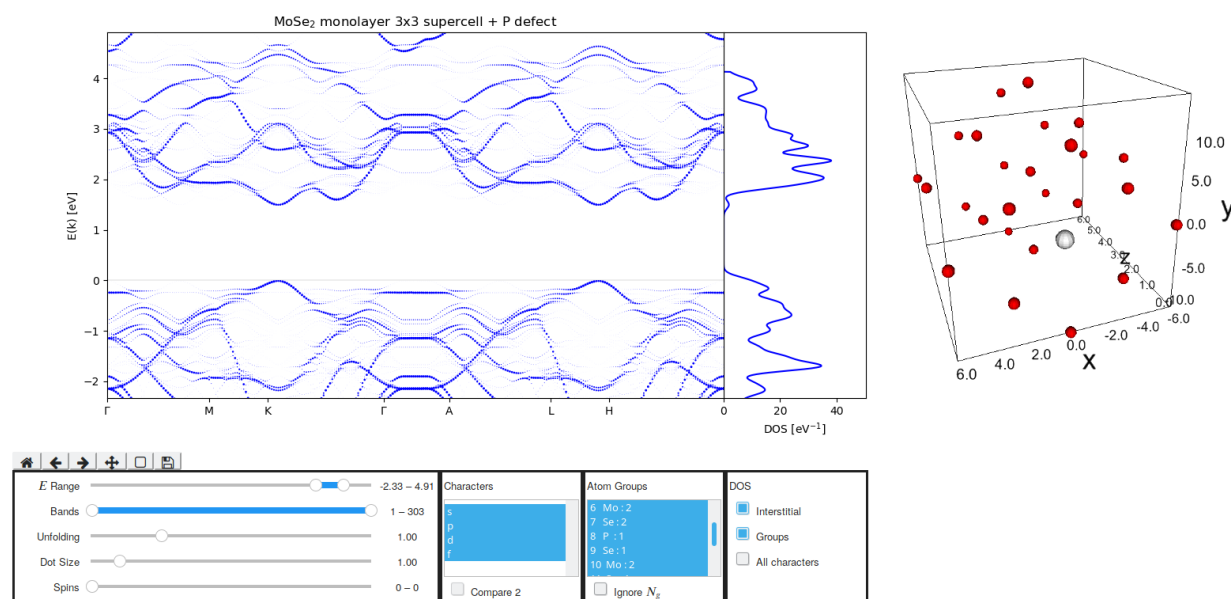 MoSe₂ monolayer 3x3 supercell + P defect
E(k) [eV]
4
3
2
1
0
−1
−2
Γ M K Γ A L H
0 20 40
DOS [eV⁻¹]
10.0
5.0
y
0.0
-5.0
-10.0
6.0
5.0
4.0
3.0
z
2.0
1.0
0.0
-6.0
-4.0
-2.0
0.0
2.0
4.0
6.0
x
E Range -2.33 – 4.91
Bands 1 – 303
Unfolding 1.00
Dot Size 1.00
Spins 0 – 0
Characters
s
p
d
f
Compare 2
Atom Groups
6 Mo : 2
7 Se : 2
8 P : 1
9 Se : 1
10 Mo : 2
Ignore N_g
DOS
Interstitial
Groups
All characters